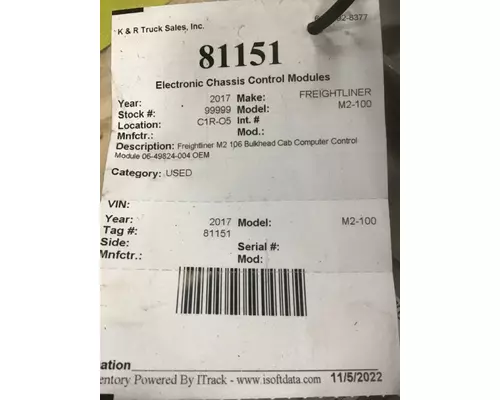 K & R Truck Sales, Inc.
92-8377
81151
Electronic Chassis Control Modules
Year: 2017 Make: FREIGHTLINER
Stock #: 99999 Model: M2-100
Location: C1R-O5 Int. #
Mnfctr.: Mod.:
Description: Freightliner M2 106 Bulkhead Cab Computer Control
Module 06-49824-004 OEM
Category: USED
VIN:
Year: 2017 Model: M2-100
Tag #: 81151
Side: Serial #:
Mnfctr.: Mod:
ation
entory Powered By ITrack - www.isoftdata.com 11/5/2022